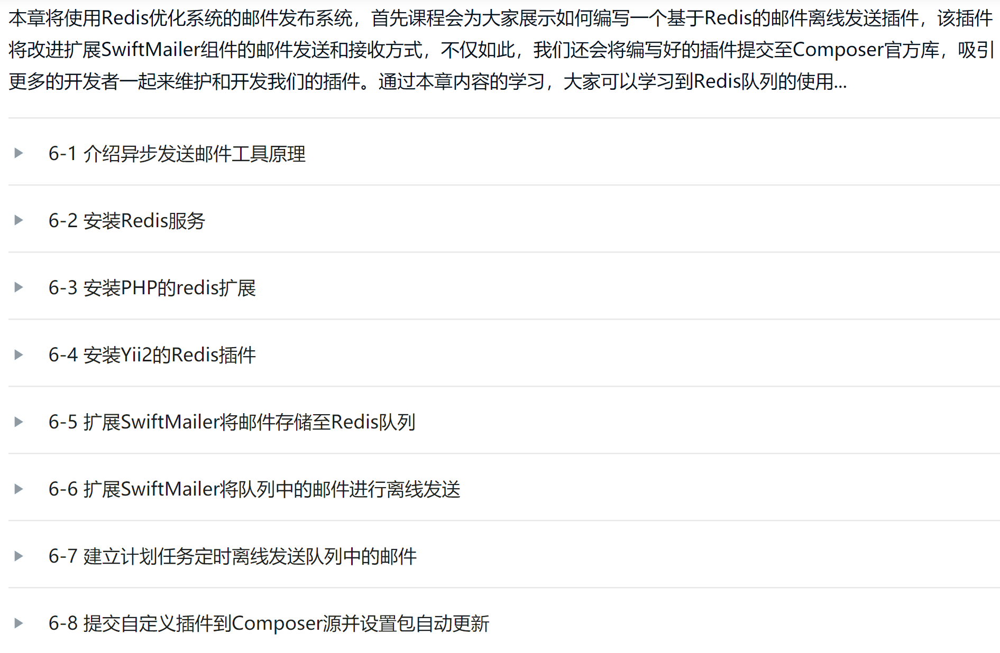 本章将使用Redis优化系统的邮件发布系统，首先课程会为大家展示如何编写一个基于Redis的邮件离线发送插件，该插件
将改进扩展SwiftMailer组件的邮件发送和接收方式，不仅如此，我们还会将编写好的插件提交至Composer官方库，吸引
更多的开发者一起来维护和开发我们的插件。通过本章内容的学习，大家可以学习到Redis队列的使用...
6-1 介绍异步发送邮件工具原理
6-2 安装Redis服务
6-3 安装PHP的redis扩展
6-4 安装Yii2的Redis插件
6-5 扩展SwiftMailer将邮件存储至Redis队列
6-6 扩展SwiftMailer将队列中的邮件进行离线发送
6-7 建立计划任务定时离线发送队列中的邮件
6-8 提交自定义插件到Composer源并设置包自动更新